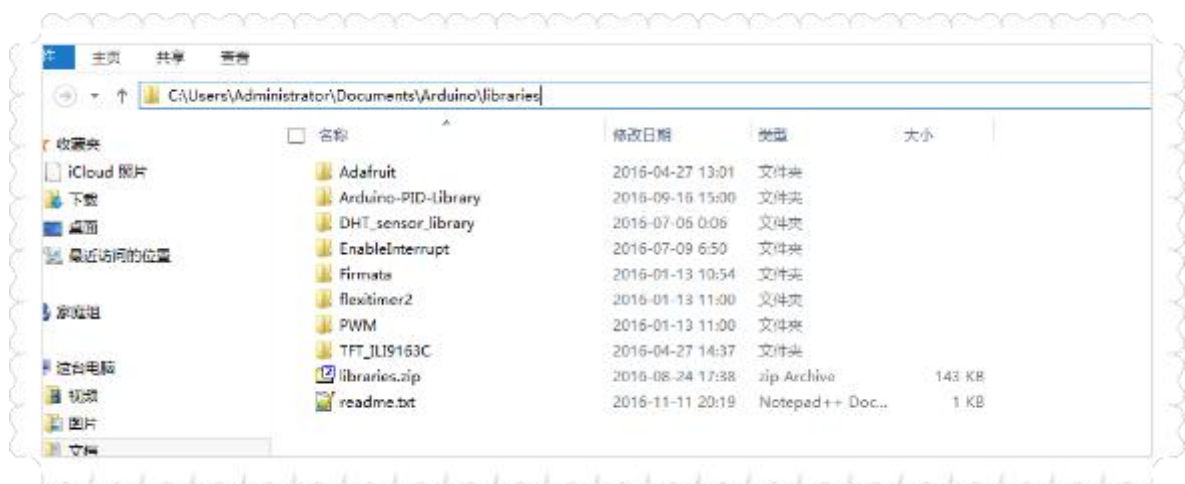 件 主页 共享 查看
C:\Users\Administrator\Documents\Arduino\libraries
名称 修改日期 类型 大小
收藏夹
iCloud 照片
下载
桌面
最近访问的位置
家庭组
这台电脑
视频
图片
文档
Adafruit 2016-04-27 13:01 文件夹
Arduino-PID-Library 2016-09-16 15:00 文件夹
DHT_sensor_library 2016-07-06 0:06 文件夹
EnableInterrupt 2016-07-09 6:50 文件夹
Firmata 2016-01-13 10:54 文件夹
flexitimer2 2016-01-13 11:00 文件夹
PWM 2016-01-13 11:00 文件夹
TFT_ILI9163C 2016-04-27 14:37 文件夹
libraries.zip 2016-08-24 17:38 zip Archive 143 KB
readme.txt 2016-11-11 20:19 Notepad++ Doc... 1 KB